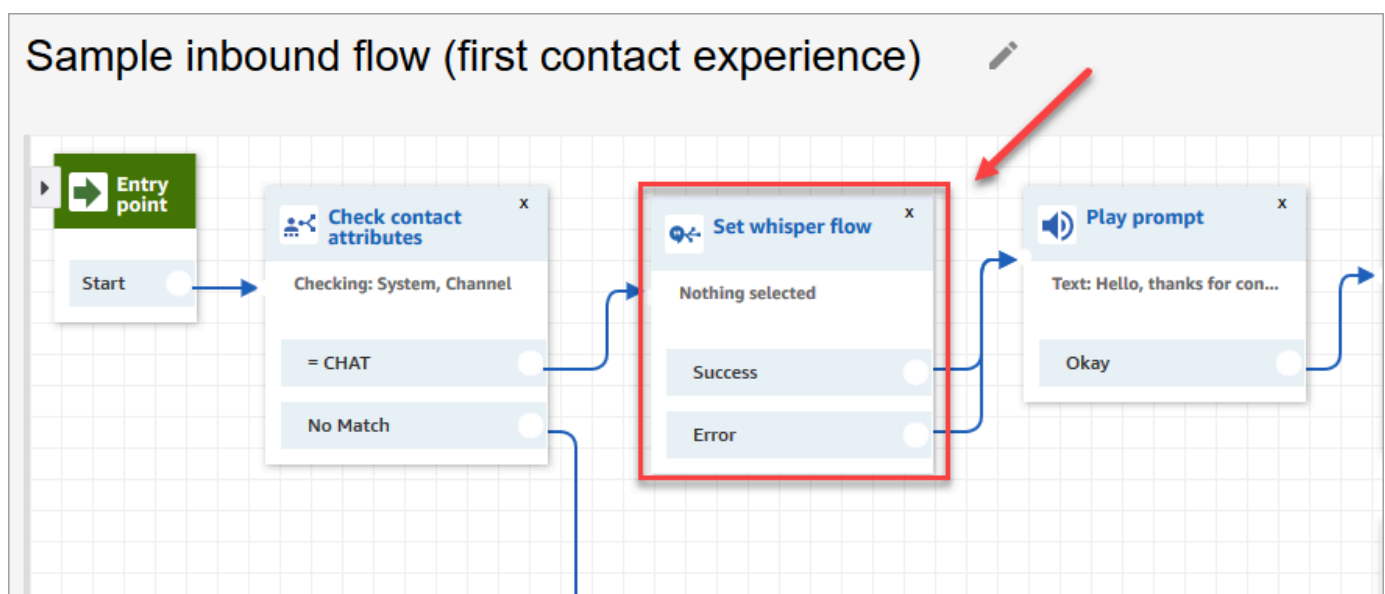 Sample inbound flow (first contact experience)
Entry
point
Start
Check contact
attributes
x
Checking: System, Channel
= CHAT
No Match
Set whisper flow
x
Nothing selected
Success
Error
Play prompt
x
Text: Hello, thanks for con...
Okay